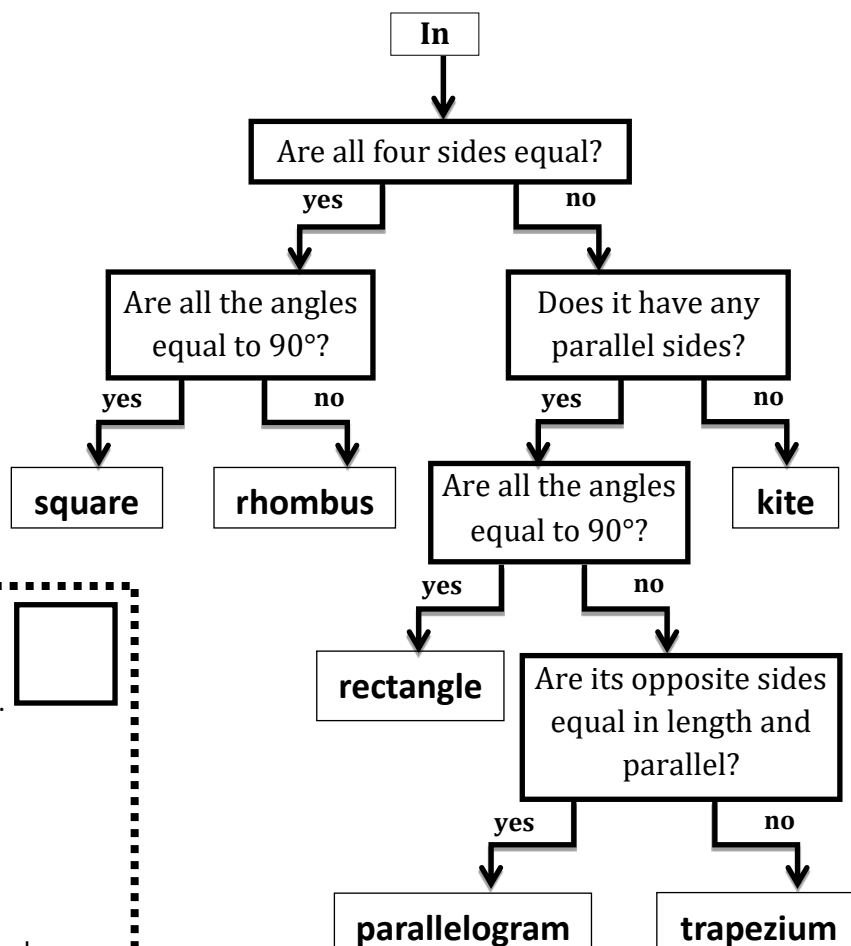 In
Are all four sides equal?
yes
no
Are all the angles
equal to 90°?
Does it have any
parallel sides?
yes
no
yes
no
square
rhombus
Are all the angles
equal to 90°?
kite
yes
no
rectangle
Are its opposite sides
equal in length and
parallel?
yes
no
parallelogram
trapezium